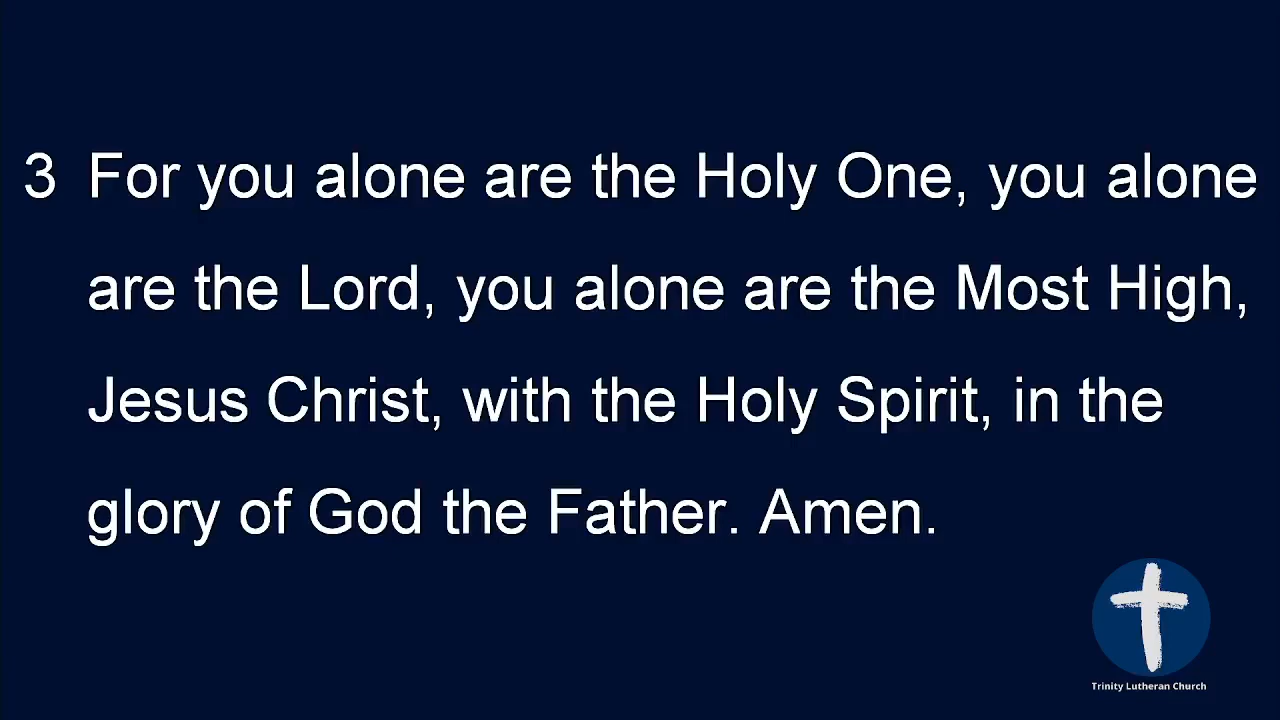 3 For you alone are the Holy One, you alone
are the Lord, you alone are the Most High,
Jesus Christ, with the Holy Spirit, in the
glory of God the Father. Amen.
Trinity Lutheran Church